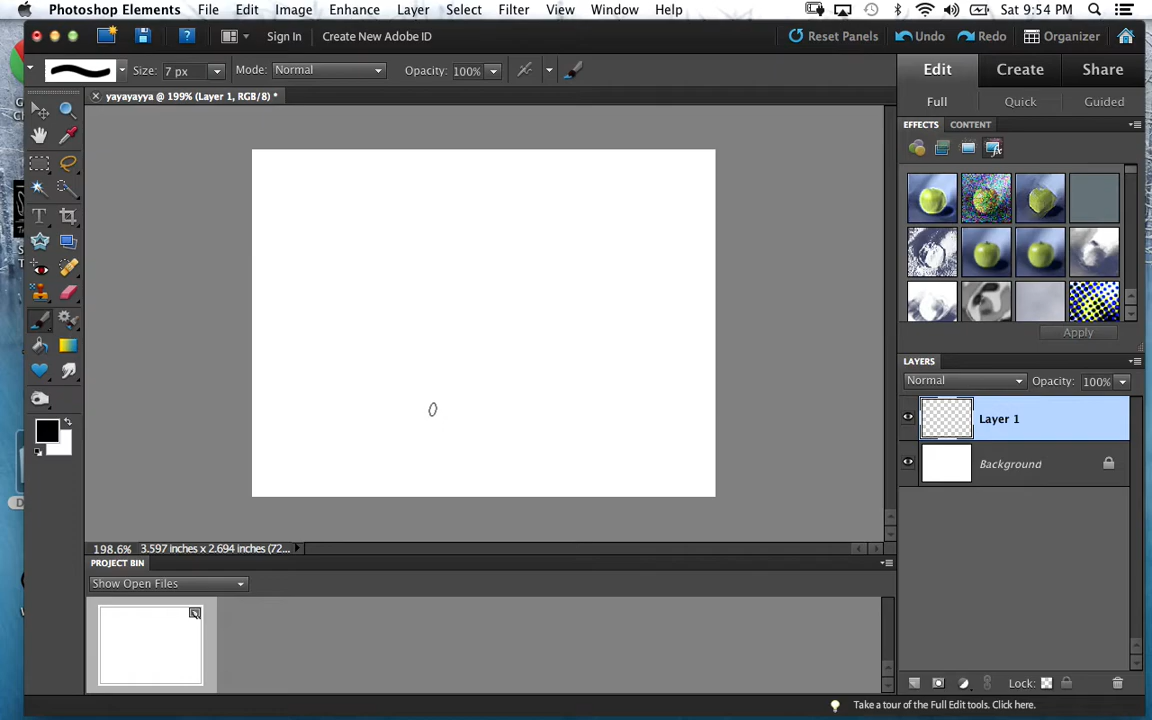 Photoshop Elements File Edit Image Enhance Layer Select Filter View Window Help Sat 9:54 PM
Sign In Create New Adobe ID Reset Panels Undo Redo Organizer
Size: 7 px Mode: Normal Opacity: 100% Edit Create Share
yayayayya @ 199% (Layer 1, RGB/8) * Full Quick Guided
EFFECTS CONTENT
Apply
LAYERS
Normal Opacity: 100%
Layer 1
Background
198.6% 3.597 inches x 2.694 inches (72...
PROJECT BIN
Show Open Files
Lock:
Take a tour of the Full Edit tools. Click here.